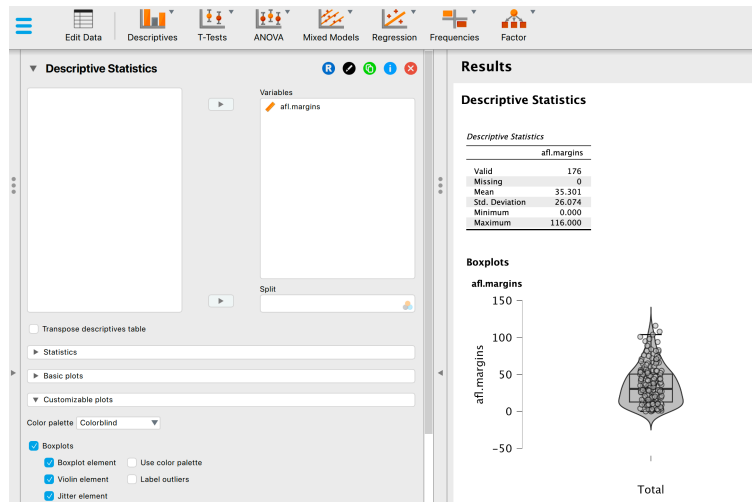 Edit Data
Descriptives
T-Tests
ANOVA
Mixed Models
Regression
Frequencies
Factor
Descriptive Statistics
R
i
Variables
afl.margins
Split
Transpose descriptives table
Statistics
Basic plots
Customizable plots
Color palette Colorblind
Boxplots
Boxplot element Use color palette
Violin element Label outliers
Jitter element
Results
Descriptive Statistics
Descriptive Statistics
afl.margins
Valid 176
Missing 0
Mean 35.301
Std. Deviation 26.074
Minimum 0.000
Maximum 116.000
Boxplots
afl.margins
150
100
50
0
−50
afl.margins
Total